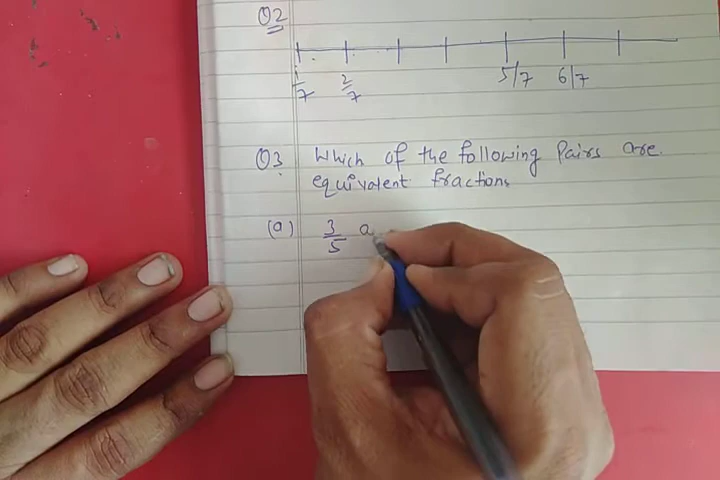 Q2
1/7 2/7 5/7 6/7
Q3 Which of the following Pairs are
equivalent fractions
(a) 3/5 a